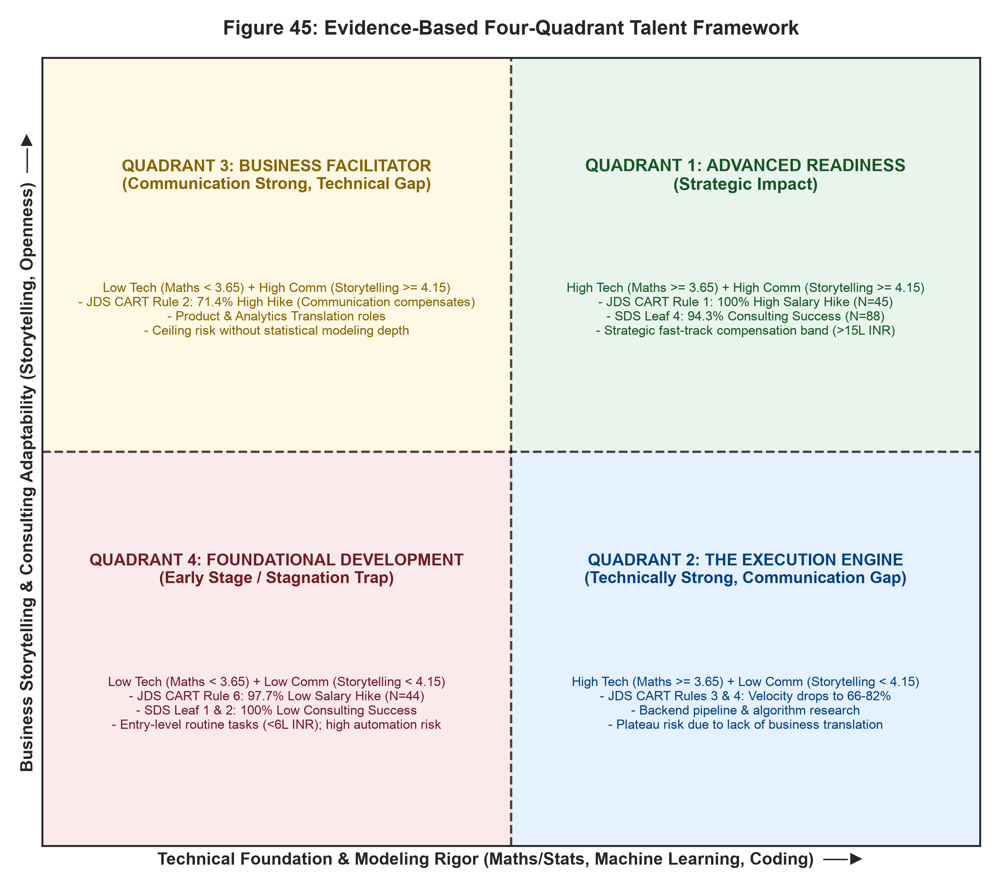 Figure 45: Evidence-Based Four-Quadrant Talent Framework
Business Storytelling & Consulting Adaptability (Storytelling, Openness) ⟶
QUADRANT 3: BUSINESS FACILITATOR
(Communication Strong, Technical Gap)
Low Tech (Maths < 3.65) + High Comm (Storytelling >= 4.15)
- JDS CART Rule 2: 71.4% High Hike (Communication compensates)
- Product & Analytics Translation roles
- Ceiling risk without statistical modeling depth
QUADRANT 1: ADVANCED READINESS
(Strategic Impact)
High Tech (Maths >= 3.65) + High Comm (Storytelling >= 4.15)
- JDS CART Rule 1: 100% High Salary Hike (N=45)
- SDS Leaf 4: 94.3% Consulting Success (N=88)
- Strategic fast-track compensation band (>15L INR)
QUADRANT 4: FOUNDATIONAL DEVELOPMENT
(Early Stage / Stagnation Trap)
Low Tech (Maths < 3.65) + Low Comm (Storytelling < 4.15)
- JDS CART Rule 6: 97.7% Low Salary Hike (N=44)
- SDS Leaf 1 & 2: 100% Low Consulting Success
- Entry-level routine tasks (<6L INR); high automation risk
QUADRANT 2: THE EXECUTION ENGINE
(Technically Strong, Communication Gap)
High Tech (Maths >= 3.65) + Low Comm (Storytelling < 4.15)
- JDS CART Rules 3 & 4: Velocity drops to 66-82%
- Backend pipeline & algorithm research
- Plateau risk due to lack of business translation
Technical Foundation & Modeling Rigor (Maths/Stats, Machine Learning, Coding) ⟶